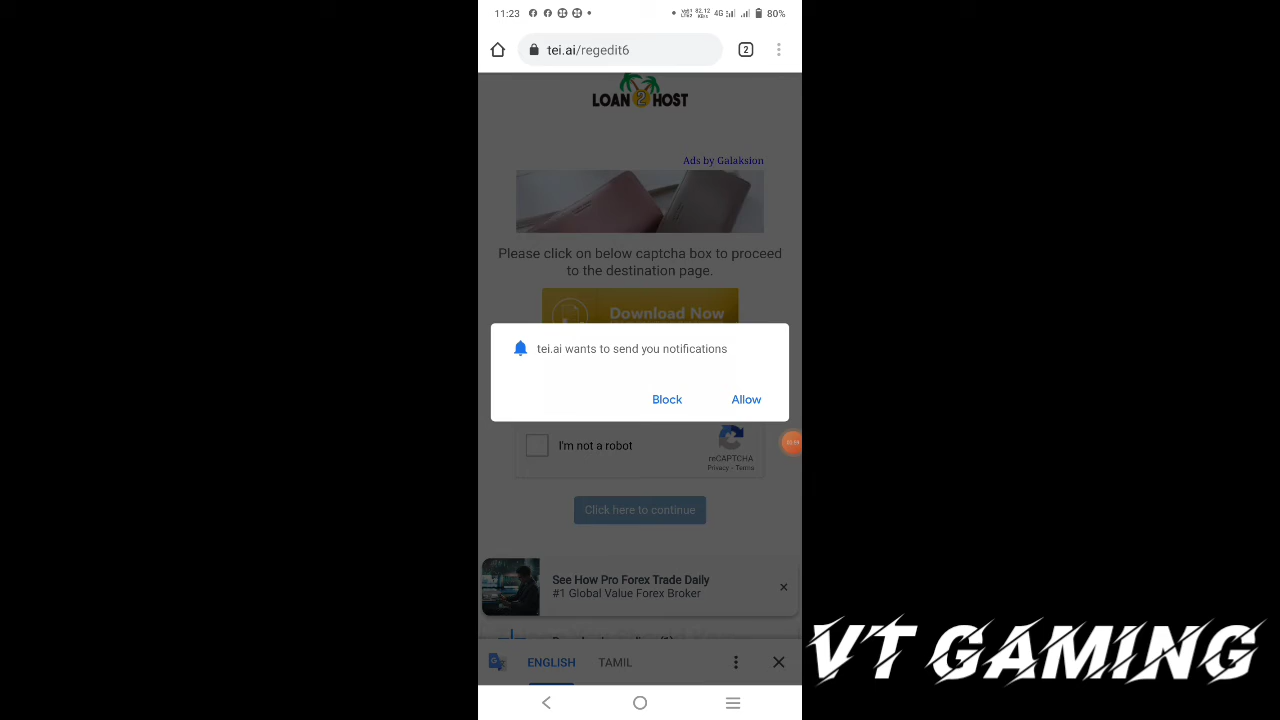 11:23
4G 80%
tei.ai/regedit6
2
LOAN 2 HOST
Ads by Galaksion
Please click on below captcha box to proceed
to the destination page.
Download Now
tei.ai wants to send you notifications
Block Allow
I'm not a robot
reCAPTCHA
Privacy - Terms
Click here to continue
See How Pro Forex Trade Daily
#1 Global Value Forex Broker
ENGLISH TAMIL
VT GAMING